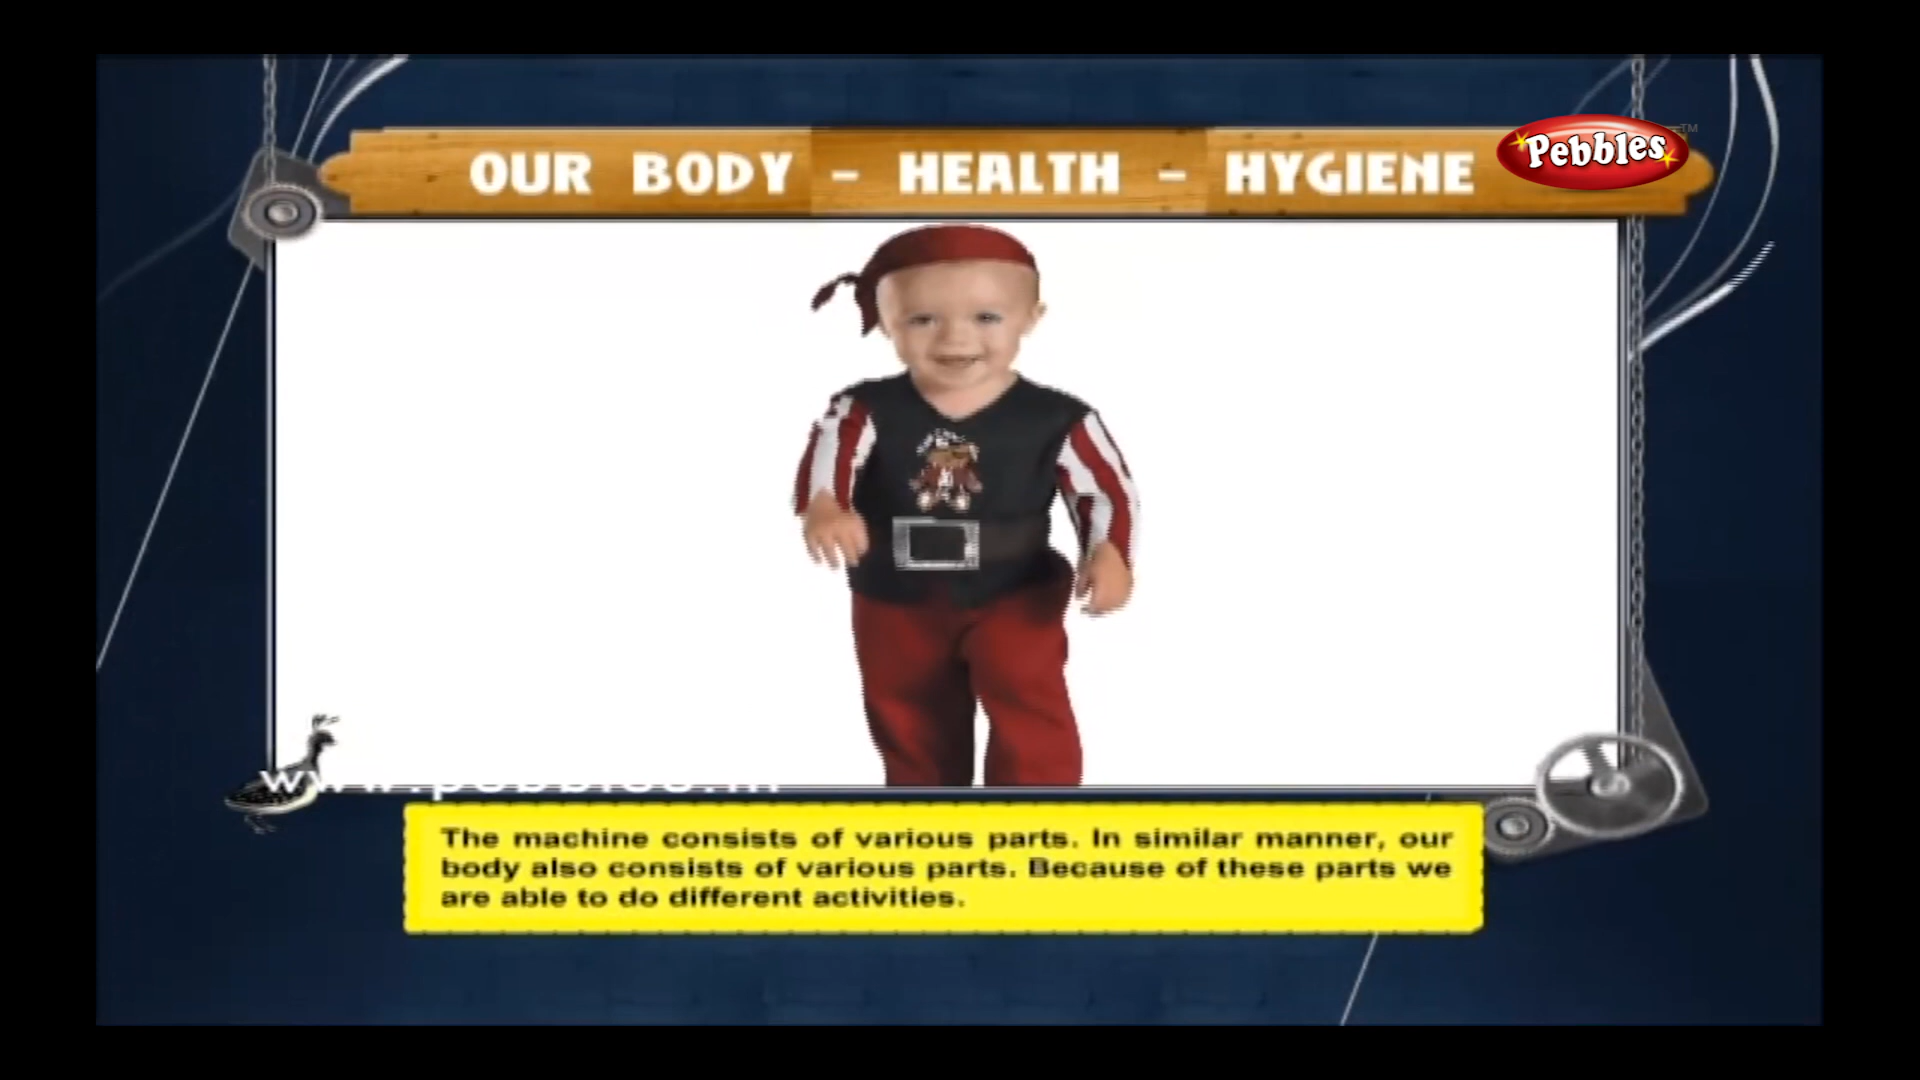 OUR BODY - HEALTH - HYGIENE
Pebbles TM
The machine consists of various parts. In similar manner, our
body also consists of various parts. Because of these parts we
are able to do different activities.